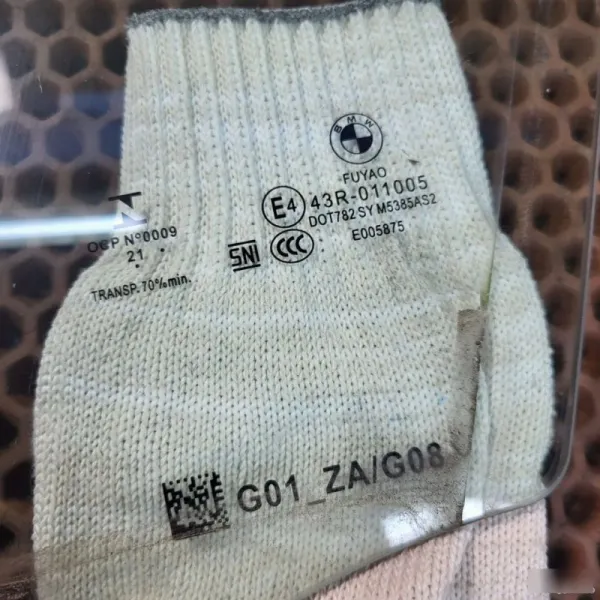 BMW
FUYAO
E4 43R-011005
DOT782 SY M5385AS2
E005875
SNI CCC
N
OCP Nº0009
21
TRANSP. 70%min.
G01_ZA/G08